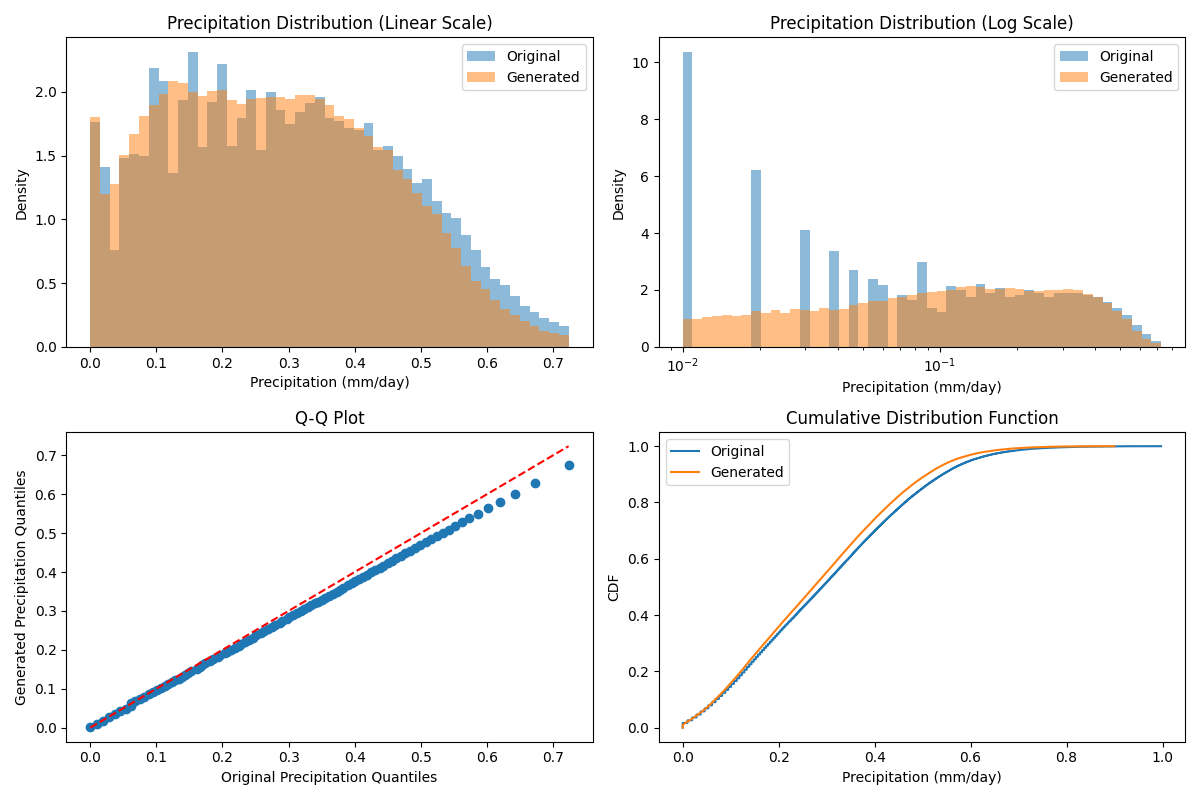 Precipitation Distribution (Linear Scale)
Original
Generated
Density
2.0
1.5
1.0
0.5
0.0
0.0 0.1 0.2 0.3 0.4 0.5 0.6 0.7
Precipitation (mm/day)
Precipitation Distribution (Log Scale)
Original
Generated
Density
10
8
6
4
2
0
10⁻² 10⁻¹
Precipitation (mm/day)
Q-Q Plot
Generated Precipitation Quantiles
0.7
0.6
0.5
0.4
0.3
0.2
0.1
0.0
0.0 0.1 0.2 0.3 0.4 0.5 0.6 0.7
Original Precipitation Quantiles
Cumulative Distribution Function
Original
Generated
CDF
1.0
0.8
0.6
0.4
0.2
0.0
0.0 0.2 0.4 0.6 0.8 1.0
Precipitation (mm/day)